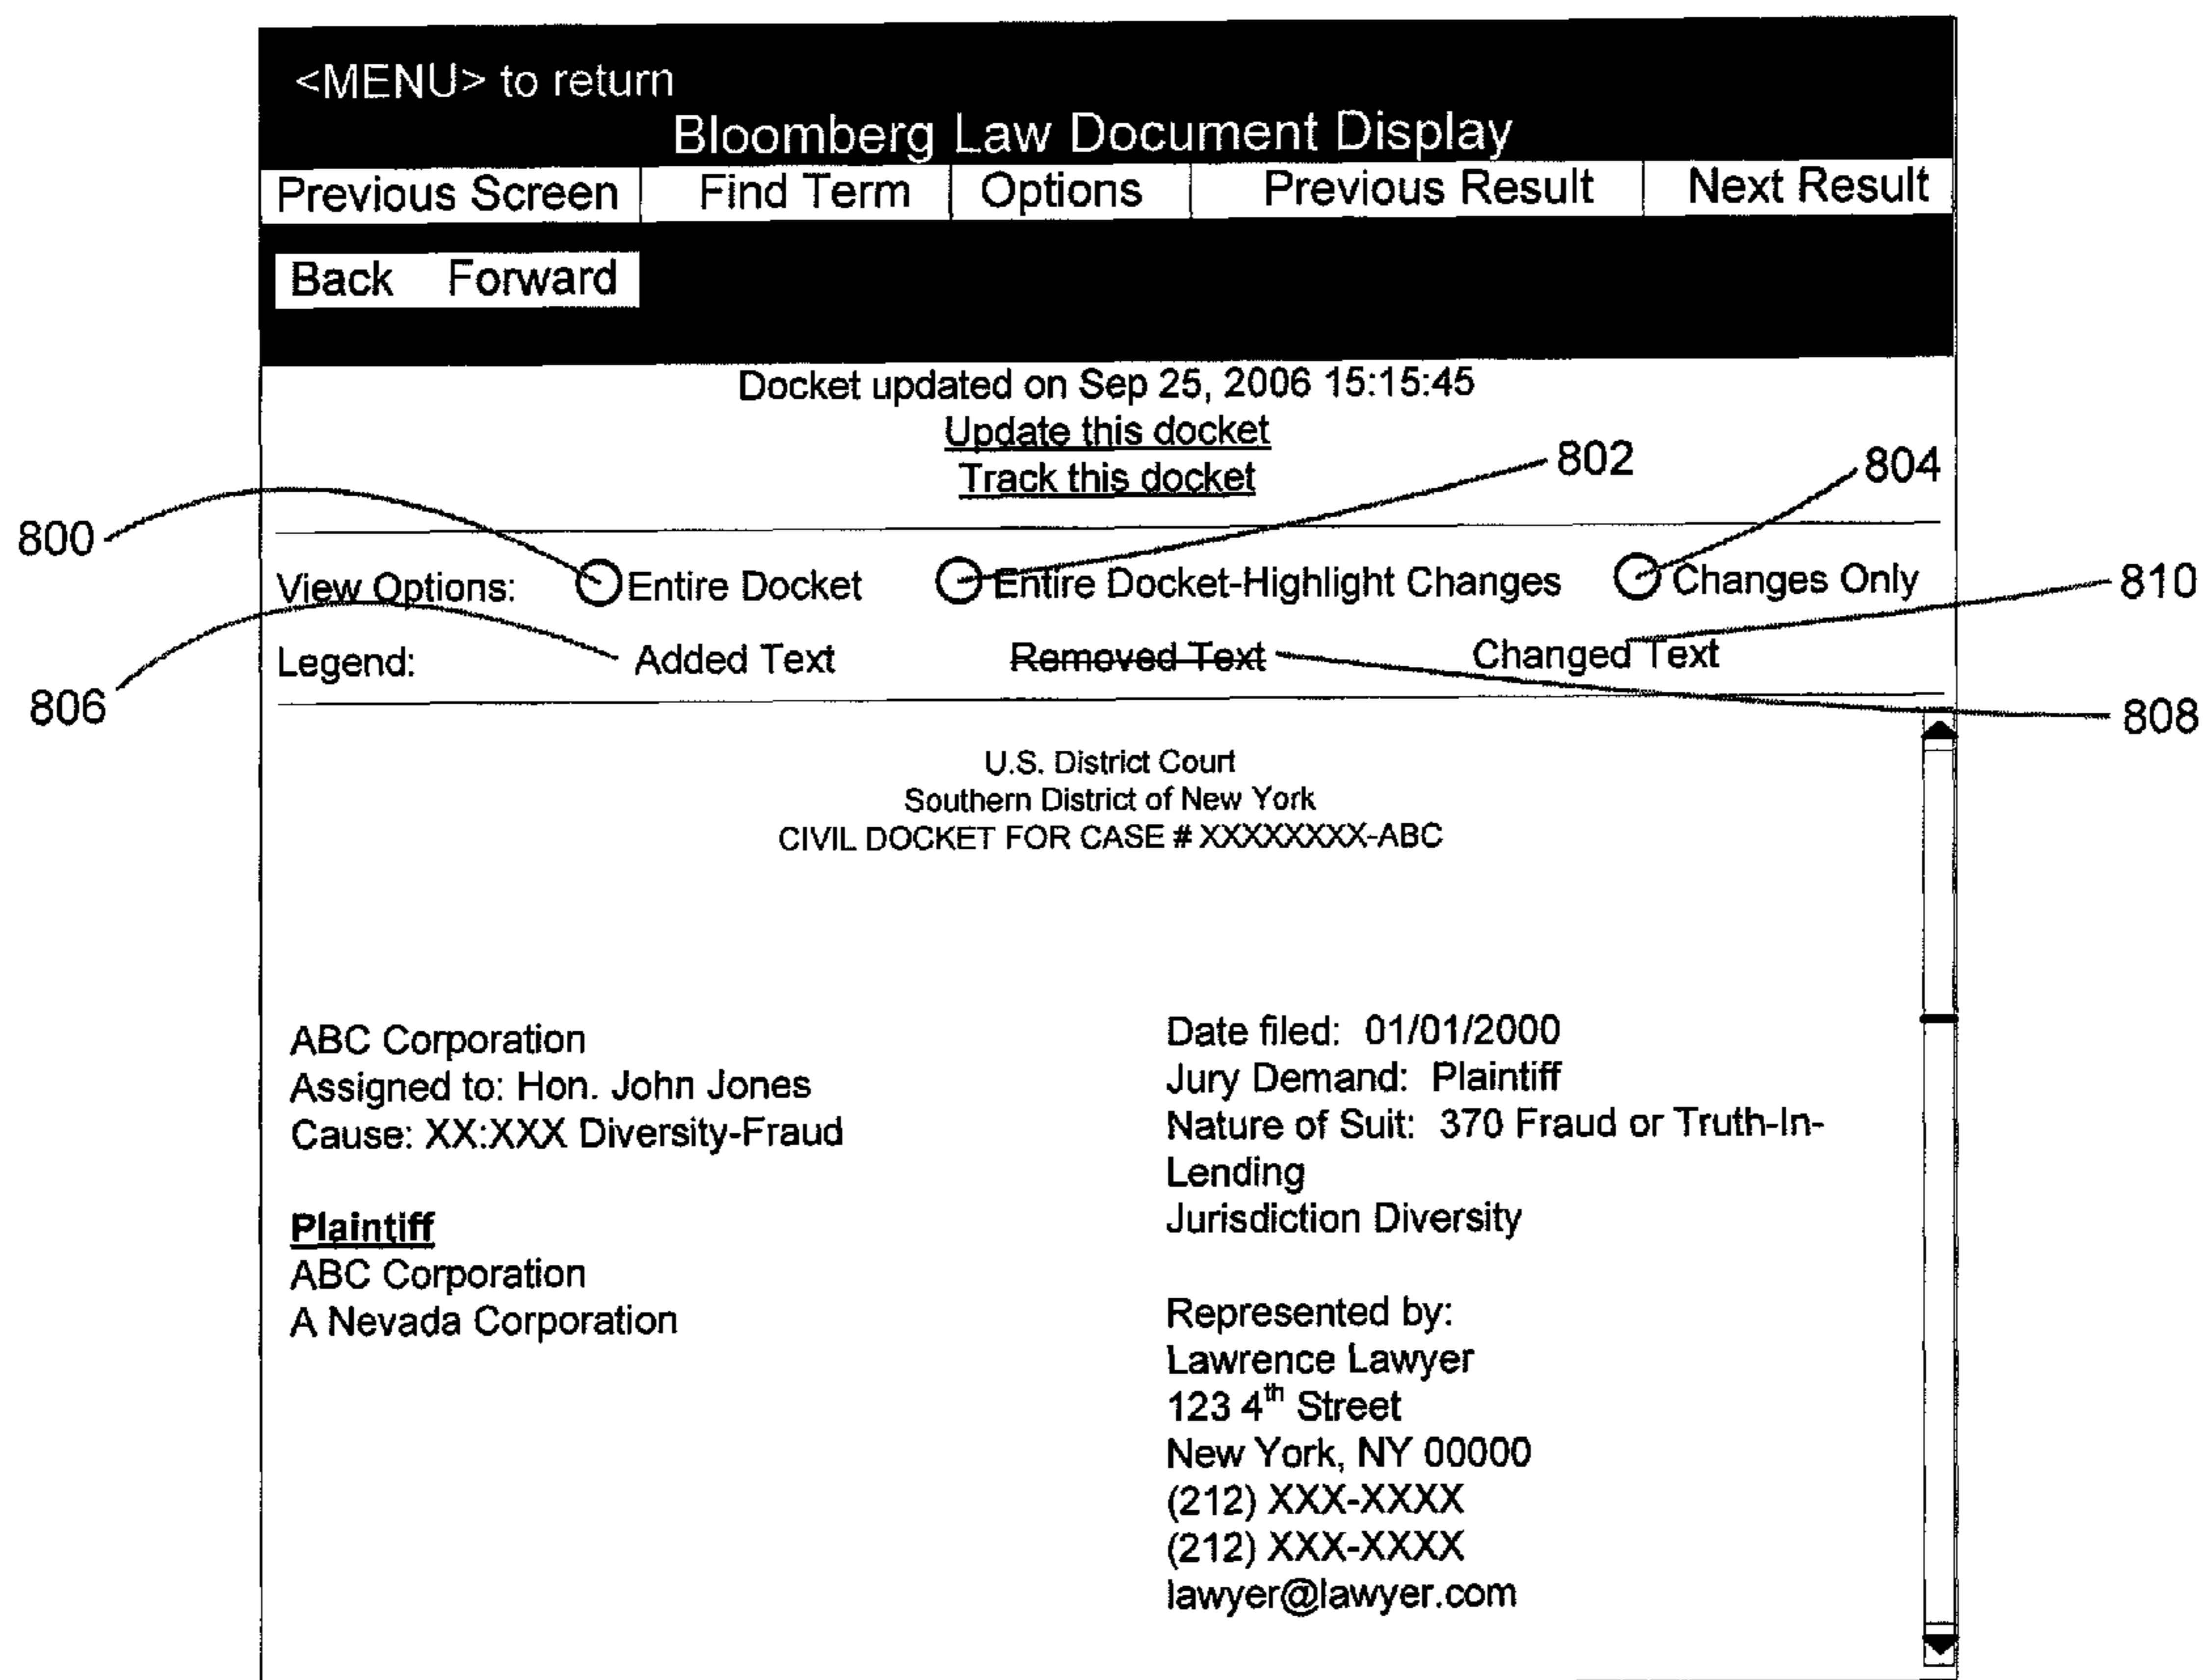 <MENU> to return
Bloomberg Law Document Display
Previous Screen Find Term Options Previous Result Next Result
Back Forward
Docket updated on Sep 25, 2006 15:15:45
Update this docket
Track this docket
802
804
800
View Options: Entire Docket Entire Docket-Highlight Changes Changes Only
810
Legend: Added Text Removed Text Changed Text
806
808
U.S. District Court
Southern District of New York
CIVIL DOCKET FOR CASE # XXXXXXXX-ABC
ABC Corporation
Assigned to: Hon. John Jones
Cause: XX:XXX Diversity-Fraud
Plaintiff
ABC Corporation
A Nevada Corporation
Date filed: 01/01/2000
Jury Demand: Plaintiff
Nature of Suit: 370 Fraud or Truth-In-
Lending
Jurisdiction Diversity
Represented by:
Lawrence Lawyer
123 4th Street
New York, NY 00000
(212) XXX-XXXX
(212) XXX-XXXX
lawyer@lawyer.com